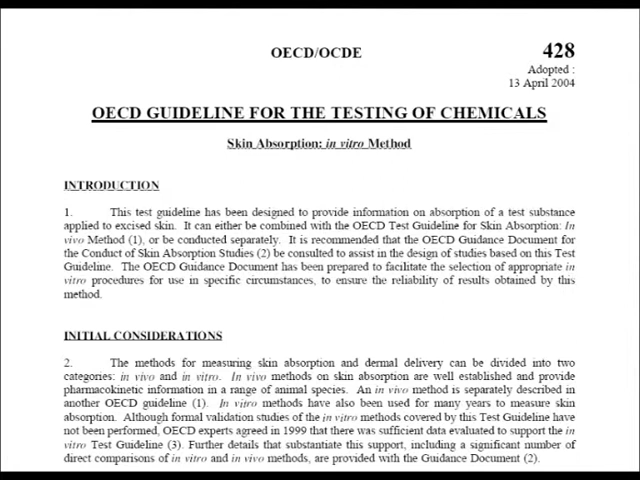 OECD/OCDE
428
Adopted :
13 April 2004
OECD GUIDELINE FOR THE TESTING OF CHEMICALS
Skin Absorption: in vitro Method
INTRODUCTION
1. This test guideline has been designed to provide information on absorption of a test substance
applied to excised skin. It can either be combined with the OECD Test Guideline for Skin Absorption: In
vivo Method (1), or be conducted separately. It is recommended that the OECD Guidance Document for
the Conduct of Skin Absorption Studies (2) be consulted to assist in the design of studies based on this Test
Guideline. The OECD Guidance Document has been prepared to facilitate the selection of appropriate in
vitro procedures for use in specific circumstances, to ensure the reliability of results obtained by this
method.
INITIAL CONSIDERATIONS
2. The methods for measuring skin absorption and dermal delivery can be divided into two
categories: in vivo and in vitro. In vivo methods on skin absorption are well established and provide
pharmacokinetic information in a range of animal species. An in vivo method is separately described in
another OECD guideline (1). In vitro methods have also been used for many years to measure skin
absorption. Although formal validation studies of the in vitro methods covered by this Test Guideline have
not been performed, OECD experts agreed in 1999 that there was sufficient data evaluated to support the in
vitro Test Guideline (3). Further details that substantiate this support, including a significant number of
direct comparisons of in vitro and in vivo methods, are provided with the Guidance Document (2).